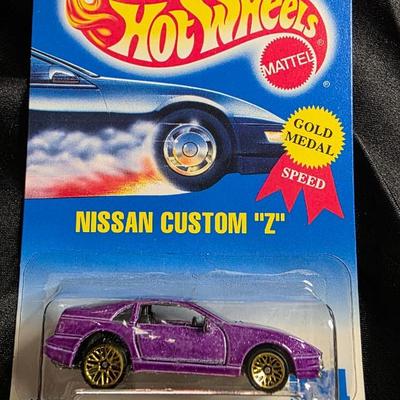 HOT WHEELS
MATTEL
GOLD
MEDAL
SPEED
NISSAN CUSTOM "Z"